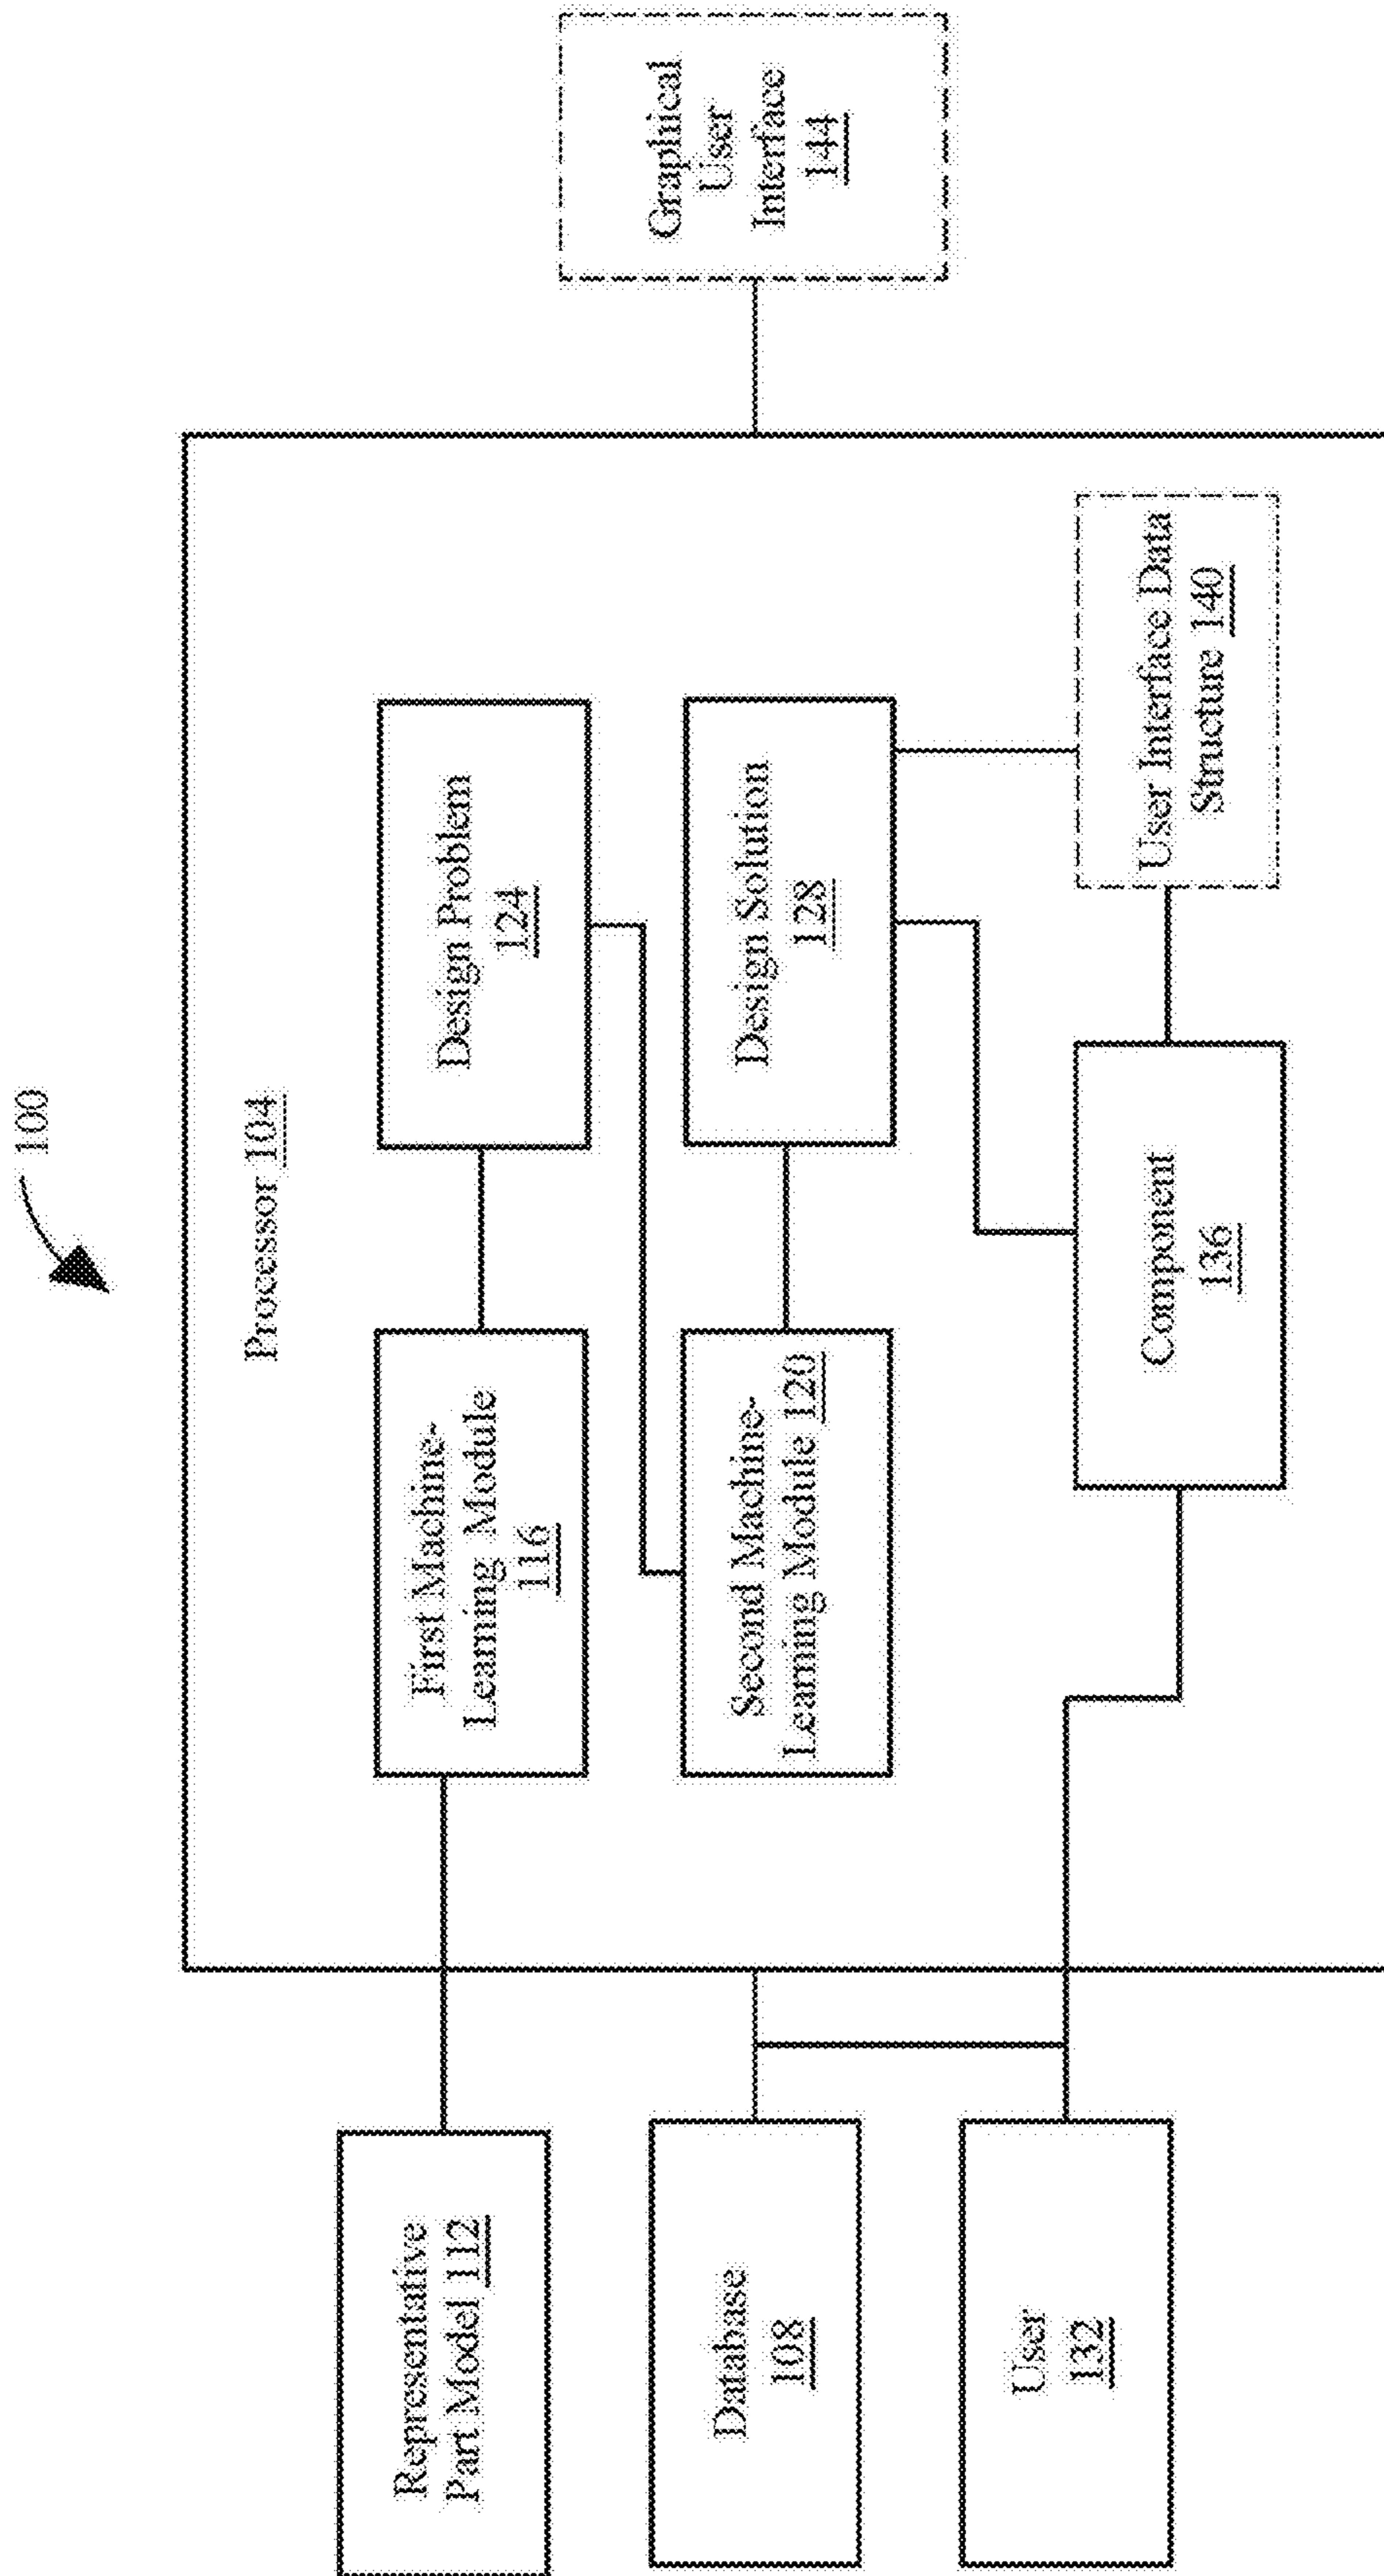 100
Processor 104
Representative
Part Model 112
First Machine-
Learning Module
116
Design Problem
124
Database
108
Second Machine-
Learning Module 120
Design Solution
128
Graphical
User
Interface
144
User
132
Component
136
User Interface Data
Structure 140